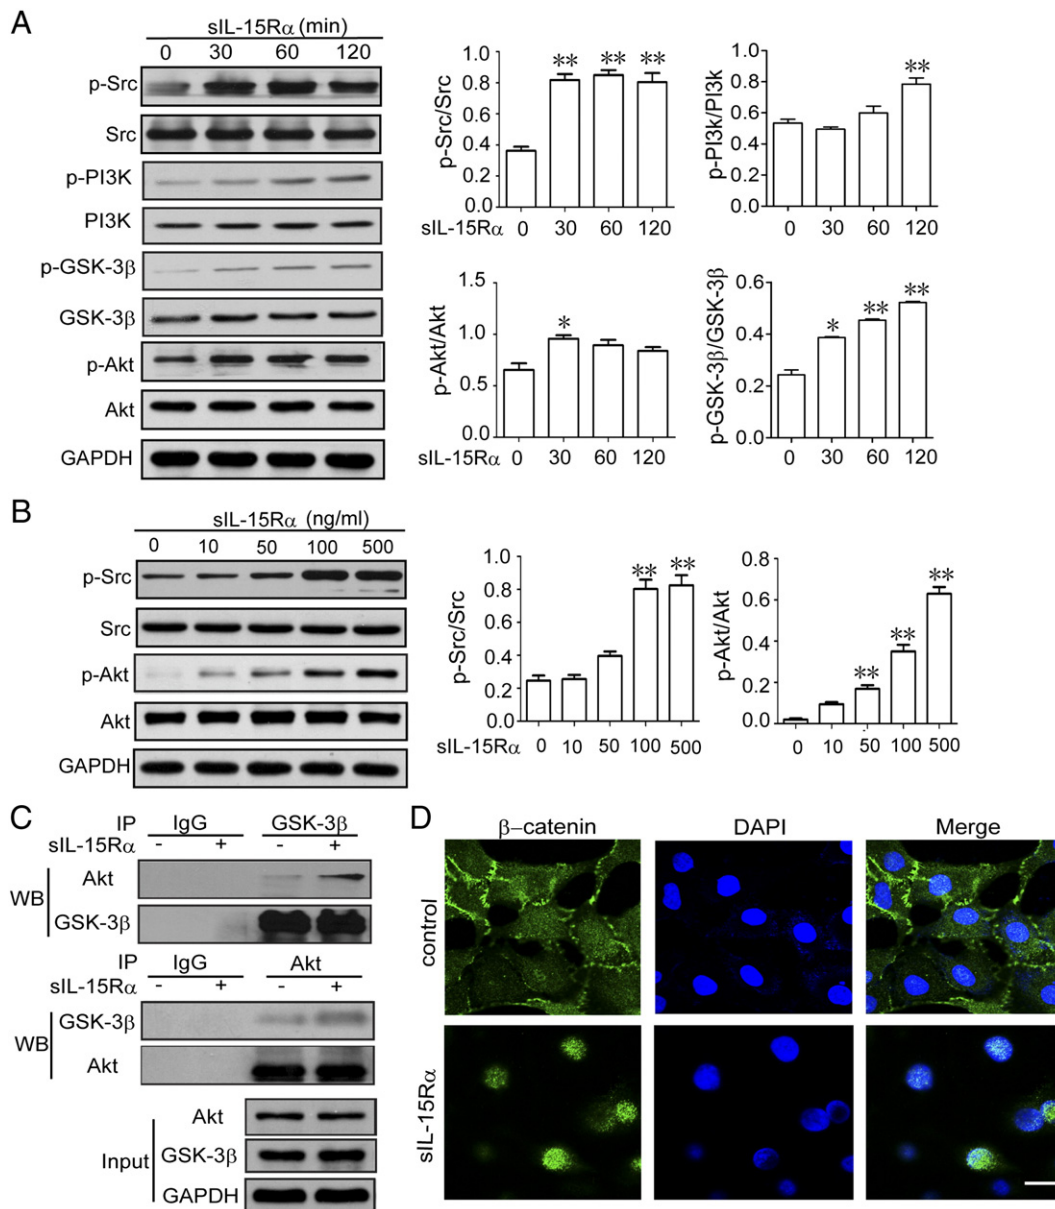 A
sIL-15Rα (min)
0 30 60 120
p-Src
Src
p-PI3K
PI3K
p-GSK-3β
GSK-3β
p-Akt
Akt
GAPDH
p-Src/Src
1.0
0.8
0.6
0.4
0.2
0
**
**
**
0 30 60 120
sIL-15Rα
p-PI3k/PI3K
1.0
0.8
0.6
0.4
0.2
0.0
**
0 30 60 120
p-Akt/Akt
1.5
1.0
0.5
0.0
*
0 30 60 120
sIL-15Rα
p-GSK-3β/GSK-3β
0.6
0.4
0.2
0.0
*
**
**
0 30 60 120
B
sIL-15Rα (ng/ml)
0 10 50 100 500
p-Src
Src
p-Akt
Akt
GAPDH
p-Src/Src
1.0
0.8
0.6
0.4
0.2
0.0
** **
sIL-15Rα 0 10 50 100 500
p-Akt/Akt
0.8
0.6
0.4
0.2
0.0
**
**
**
0 10 50 100 500
C
IP IgG GSK-3β
sIL-15Rα - + - +
WB
Akt
GSK-3β
IP IgG Akt
sIL-15Rα - + - +
WB
GSK-3β
Akt
Input
Akt
GSK-3β
GAPDH
D
β-catenin DAPI Merge
control
sIL-15Rα